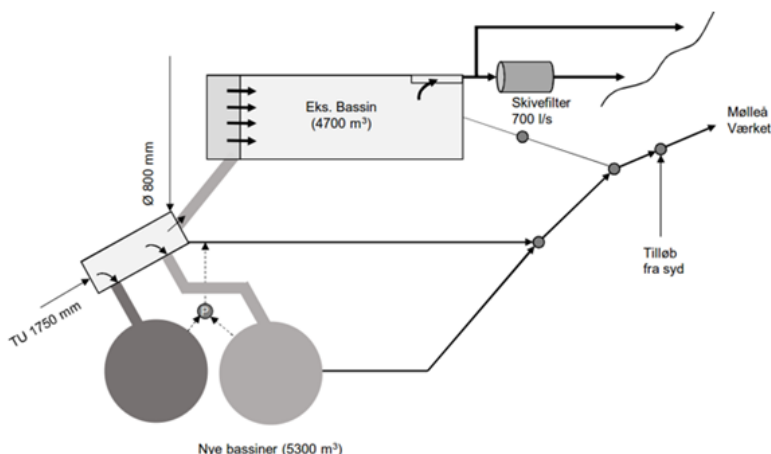 Eks. Bassin
(4700 m³)
Skivefilter
700 l/s
Mølleå
Værket
Ø 800 mm
Tilløb
fra syd
TU 1750 mm
P
Nye bassiner (5300 m³)